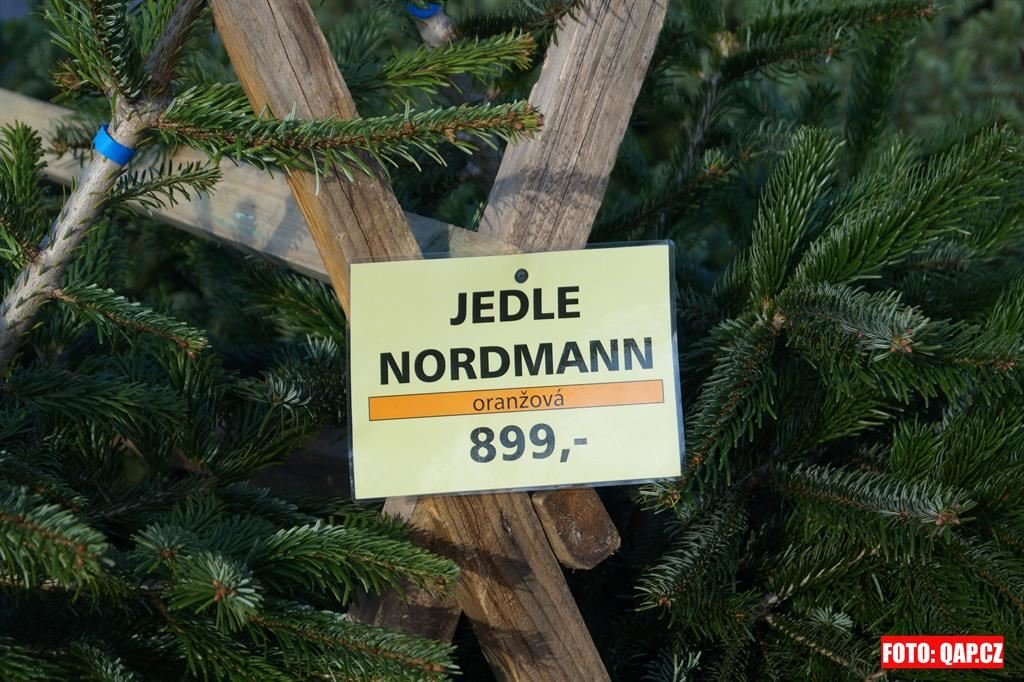 JEDLE
NORDMANN
oranžová
899,-
FOTO: QAP.CZ